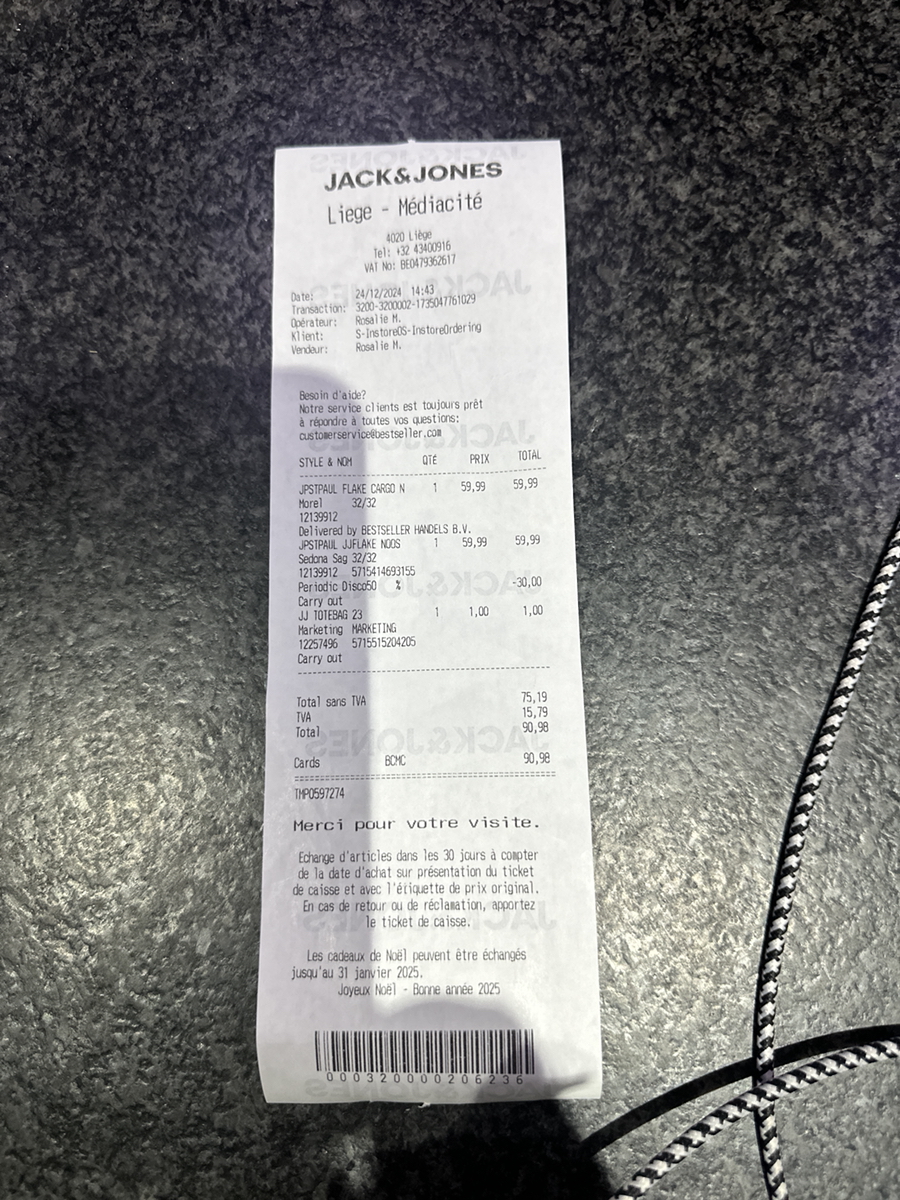 JACK&JONES
Liege - Médiacité
4020 Liège
Tel: +32 43400916
VAT No: BE0479362617
Date: 24/12/2024 14:43
Transaction: 3200-3200002-1735047761029
Opérateur: Rosalie M.
Klient: S-InstoreOS-InstoreOrdering
Vendeur: Rosalie M.
Besoin d'aide?
Notre service clients est toujours prêt
à répondre à toutes vos questions:
customerservice@bestseller.com
STYLE & NOM QTÉ PRIX TOTAL
JPSTPAUL FLAKE CARGO N 1 59,99 59,99
Morel 32/32
12139912
Delivered by BESTSELLER HANDELS B.V.
JPSTPAUL JJFLAKE NOOS 1 59,99 59,99
Sedona Sag 32/32
12139912 5715414693155
Periodic Disco50 % -30,00
Carry out
JJ TOTEBAG 23 1 1,00 1,00
Marketing MARKETING
12257496 5715515204205
Carry out
Total sans TVA 75,19
TVA 15,79
Total 90,98
Cards BCMC 90,98
TMP0597274
Merci pour votre visite.
Echange d'articles dans les 30 jours à compter
de la date d'achat sur présentation du ticket
de caisse et avec l'étiquette de prix original.
En cas de retour ou de réclamation, apportez
le ticket de caisse.
Les cadeaux de Noël peuvent être échangés
jusqu'au 31 janvier 2025.
Joyeux Noël - Bonne année 2025
000320000206236